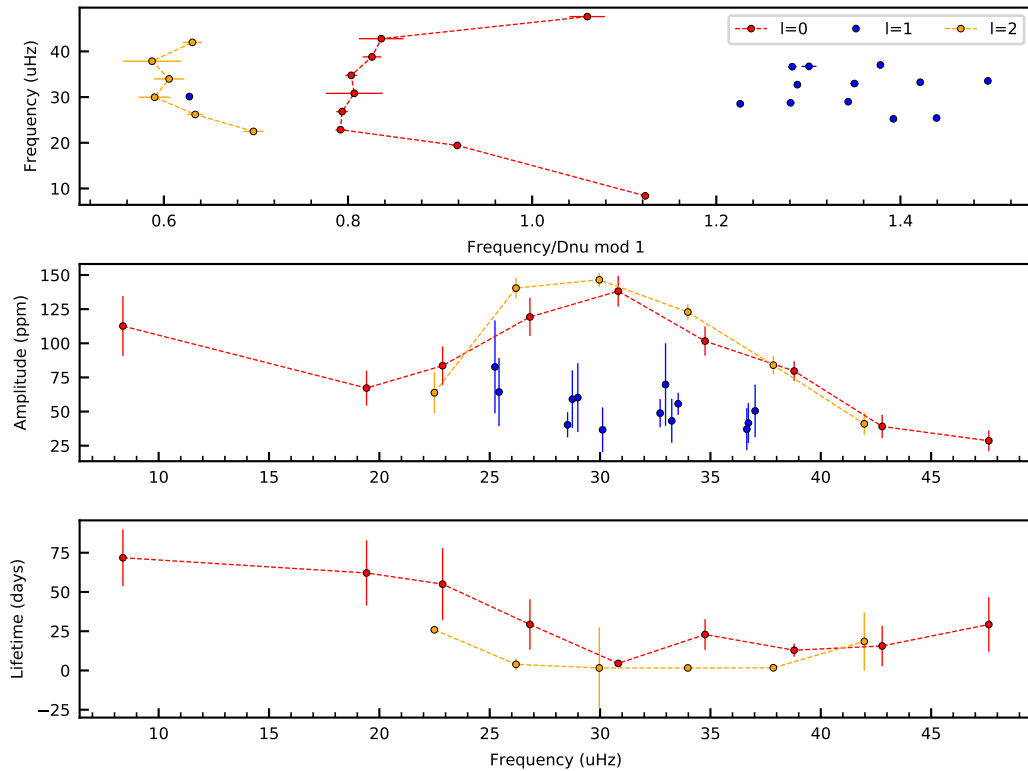 l=0 l=1 l=2
Frequency (uHz)
40
30
20
10
0.6 0.8 1.0 1.2 1.4
Frequency/Dnu mod 1
Amplitude (ppm)
150
125
100
75
50
25
10 15 20 25 30 35 40 45
Lifetime (days)
75
50
25
0
−25
10 15 20 25 30 35 40 45
Frequency (uHz)